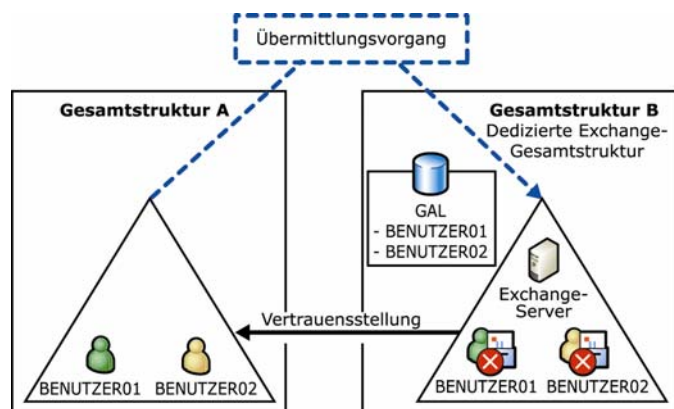 Übermittlungsvorgang
Gesamtstruktur A
Gesamtstruktur B
Dedizierte Exchange-
Gesamtstruktur
GAL
- BENUTZER01
- BENUTZER02
Exchange-
Server
Vertrauensstellung
BENUTZER01
BENUTZER02
BENUTZER01
BENUTZER02